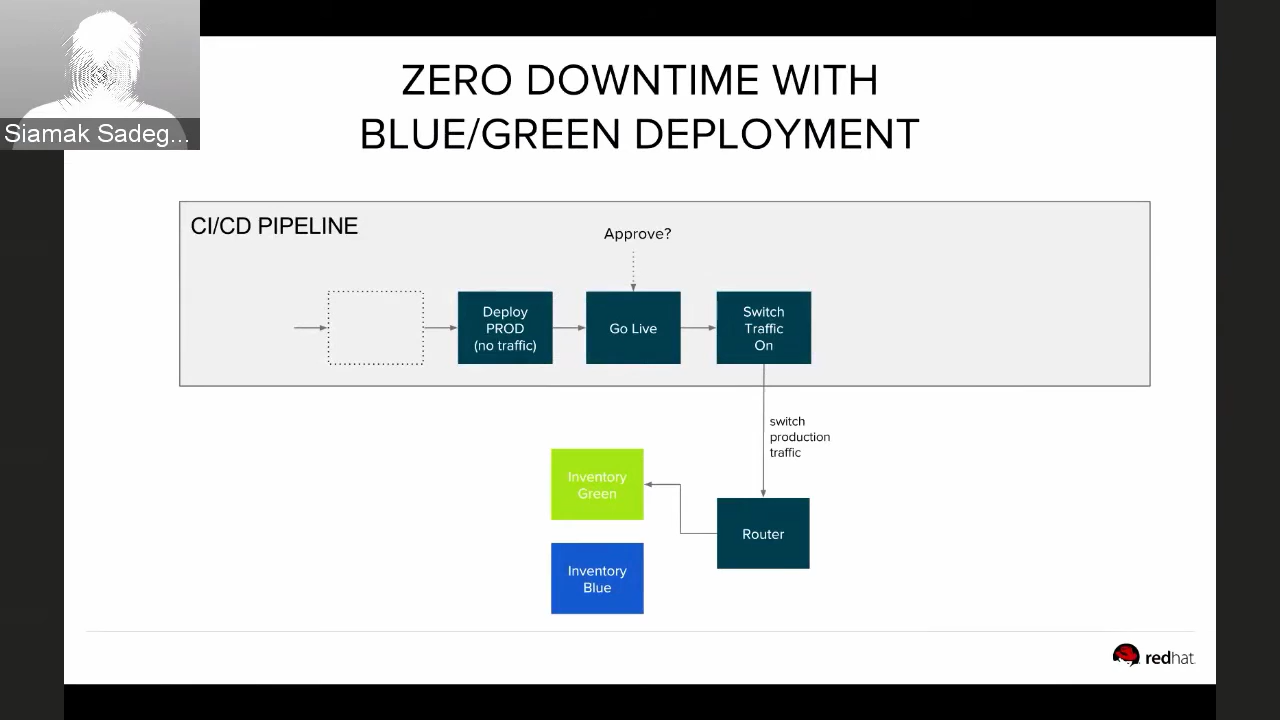 Siamak Sadeg...
ZERO DOWNTIME WITH
BLUE/GREEN DEPLOYMENT
CI/CD PIPELINE
Approve?
Deploy
PROD
(no traffic)
Go Live
Switch
Traffic
On
switch
production
traffic
Inventory
Green
Router
Inventory
Blue
redhat.